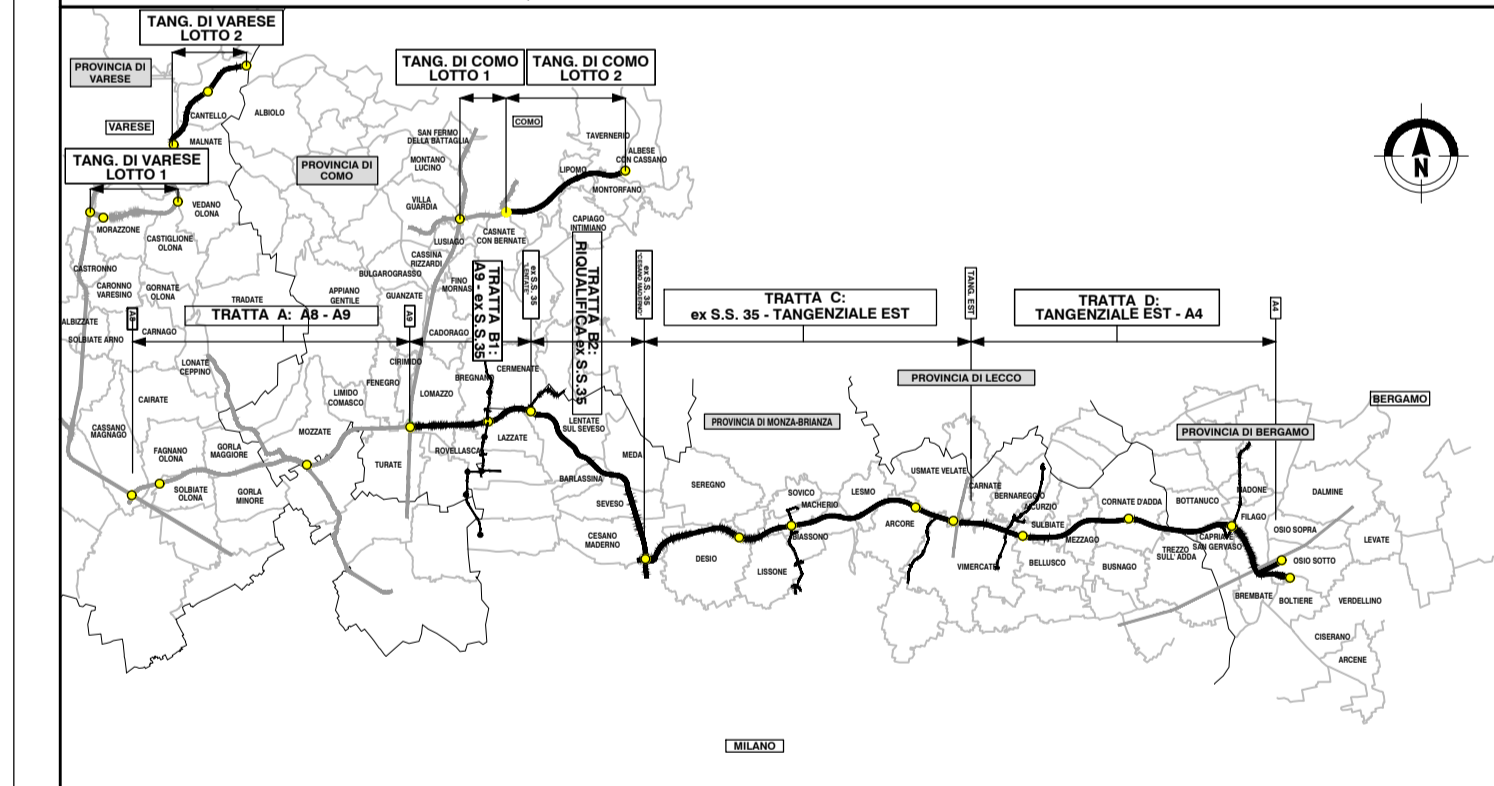 TANG. DI VARESE
LOTTO 2
PROVINCIA DI
VARESE
CANTELLO
ALBIOLO
VARESE
MALNATE
TANG. DI VARESE
LOTTO 1
VEDANO
OLONA
MORAZZONE
CASTIGLIONE
OLONA
PROVINCIA DI
COMO
TANG. DI COMO
LOTTO 1
TANG. DI COMO
LOTTO 2
COMO
SAN FERMO
DELLA BATTAGLIA
MONTANO
LUCINO
VILLA
GUARDIA
TAVERNERIO
ALBESE
CON CASSANO
LIPOMO
MONTORFANO
CAPIAGO
INTIMIANO
LUSIAGO
CASNATE
CON BERNATE
CASSINA
RIZZARDI
BULGAROGRASSO
FINO
MORNAS
N
CASTRONNO
CARONNO
VARESINO
GORNATE
OLONA
TRADATE
APPIANO
GENTILE
GUANZATE
CADORAGO
ALBIZZATE
SOLBIATE ARNO
CARNAGO
A8
TRATTA A: A8 - A9
A9
TRATTA B1:
A9 - ex S.S.35
ex S.S. 35
"LENTATE"
TRATTA B2:
RIQUALIFICA ex S.S.35
ex S.S. 35
"CESANO MADERNO"
TRATTA C:
ex S.S. 35 - TANGENZIALE EST
TANG. EST
TRATTA D:
TANGENZIALE EST - A4
A4
LONATE
CEPPINO
CIRIMIDO
FENEGRO
LIMIDO
COMASCO
LOMAZZO
BREGNANO
CERMENATE
CAIRATE
CASSANO
MAGNAGO
FAGNANO
OLONA
GORLA
MAGGIORE
MOZZATE
SOLBIATE
OLONA
GORLA
MINORE
TURATE
ROVELLASCA
LAZZATE
LENTATE
SUL SEVESO
MEDA
BARLASSINA
SEVESO
CESANO
MADERNO
PROVINCIA DI LECCO
PROVINCIA DI MONZA-BRIANZA
BERGAMO
PROVINCIA DI BERGAMO
SEREGNO
DESIO
SOVICO
MACHERIO
BIASSONO
LISSONE
LESMO
ARCORE
USMATE VELATE
CARNATE
BERNAREGGIO
AICURZIO
SULBIATE
MEZZAGO
VIMERCATE
BELLUSCO
CORNATE D'ADDA
BUSNAGO
BOTTANUCO
TREZZO
SULL' ADDA
MADONE
FILAGO
CAPRIATE
SAN GERVASO
DALMINE
OSIO SOPRA
OSIO SOTTO
LEVATE
BREMBATE
BOLTIERE
VERDELLINO
CISERANO
ARCENE
MILANO